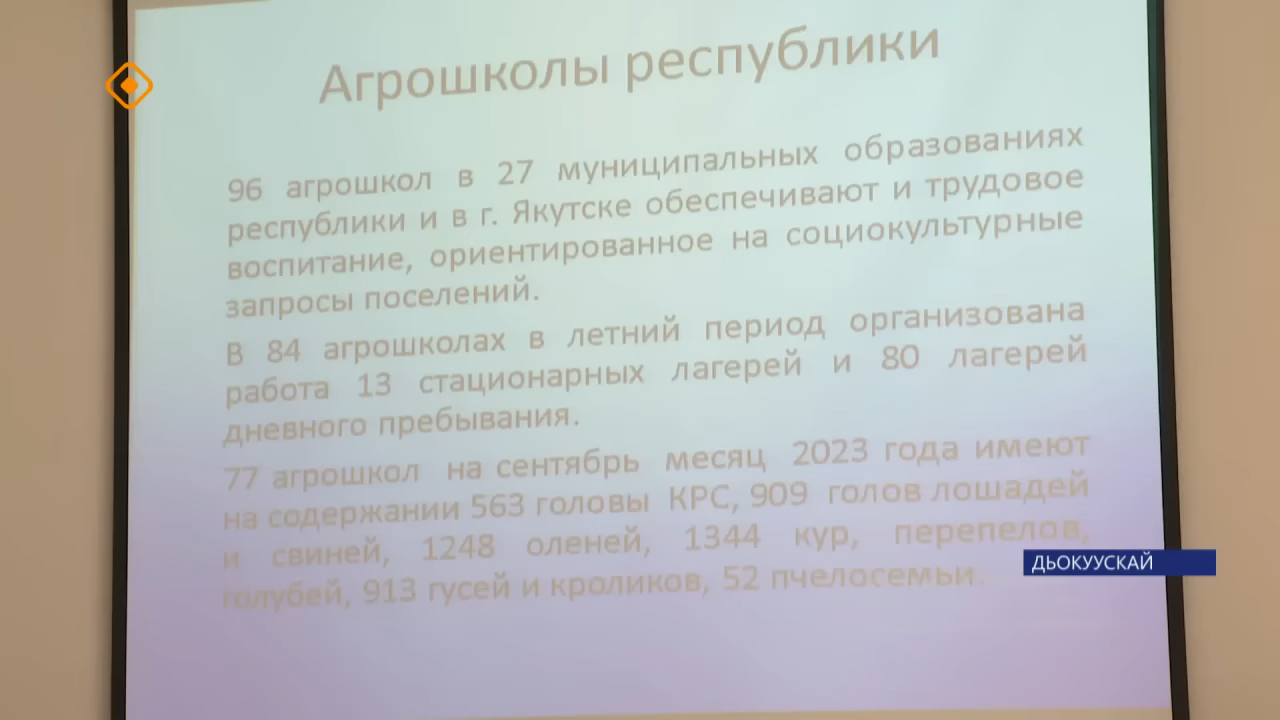 Агрошколы республики
96 агрошкол в 27 муниципальных образованиях
республики и в г. Якутске обеспечивают и трудовое
воспитание, ориентированное на социокультурные
запросы поселений.
В 84 агрошколах в летний период организована
работа 13 стационарных лагерей и 80 лагерей
дневного пребывания.
77 агрошкол на сентябрь месяц 2023 года имеют
на содержании 563 головы КРС, 909 голов лошадей
и свиней, 1248 оленей, 1344 кур, перепелов,
голубей, 913 гусей и кроликов, 52 пчелосемьи.
ДЬОКУУСКАЙ